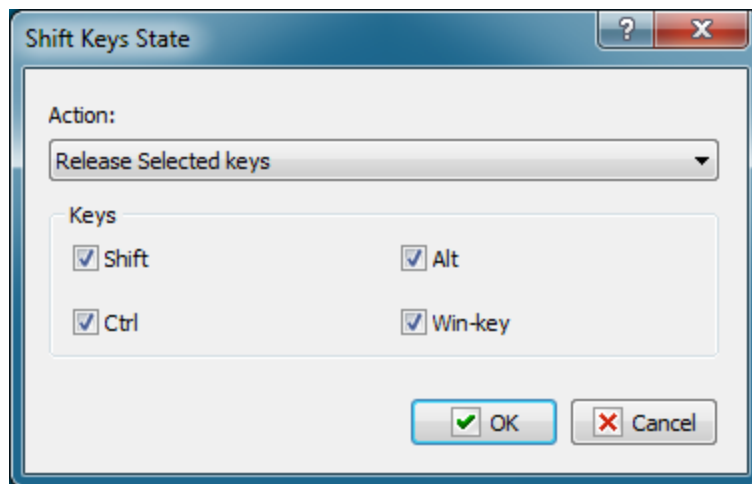 Shift Keys State
?
Action:
Release Selected keys
Keys
Shift Alt
Ctrl Win-key
OK Cancel